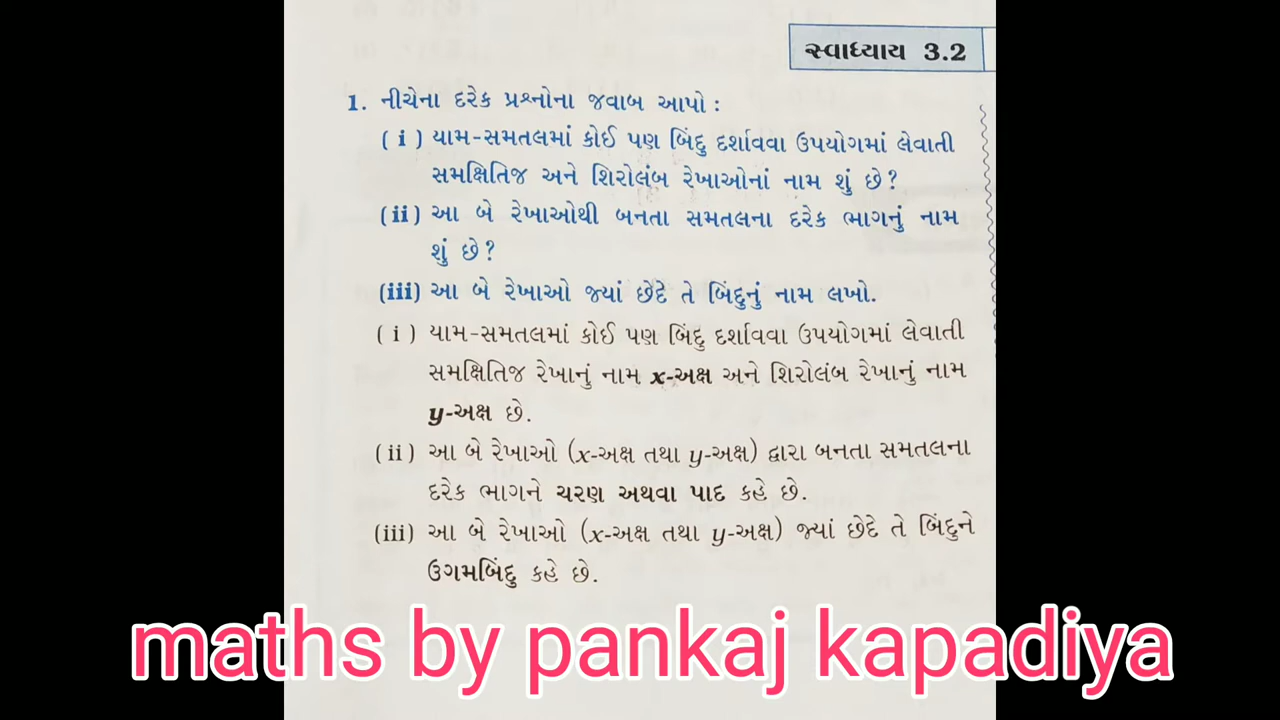 સ્વાધ્યાય 3.2
1. નીચેના દરેક પ્રશ્નોના જવાબ આપો :
( i ) યામ-સમતલમાં કોઈ પણ બિંદુ દર્શાવવા ઉપયોગમાં લેવાતી
સમક્ષિતિજ અને શિરોલંબ રેખાઓનાં નામ શું છે?
(ii) આ બે રેખાઓથી બનતા સમતલના દરેક ભાગનું નામ
શું છે?
(iii) આ બે રેખાઓ જ્યાં છેદે તે બિંદુનું નામ લખો.
( i ) યામ-સમતલમાં કોઈ પણ બિંદુ દર્શાવવા ઉપયોગમાં લેવાતી
સમક્ષિતિજ રેખાનું નામ x-અક્ષ અને શિરોલંબ રેખાનું નામ
y-અક્ષ છે.
(ii) આ બે રેખાઓ (x-અક્ષ તથા y-અક્ષ) દ્વારા બનતા સમતલના
દરેક ભાગને ચરણ અથવા પાદ કહે છે.
(iii) આ બે રેખાઓ (x-અક્ષ તથા y-અક્ષ) જ્યાં છેદે તે બિંદુને
ઉગમબિંદુ કહે છે.
maths by pankaj kapadiya